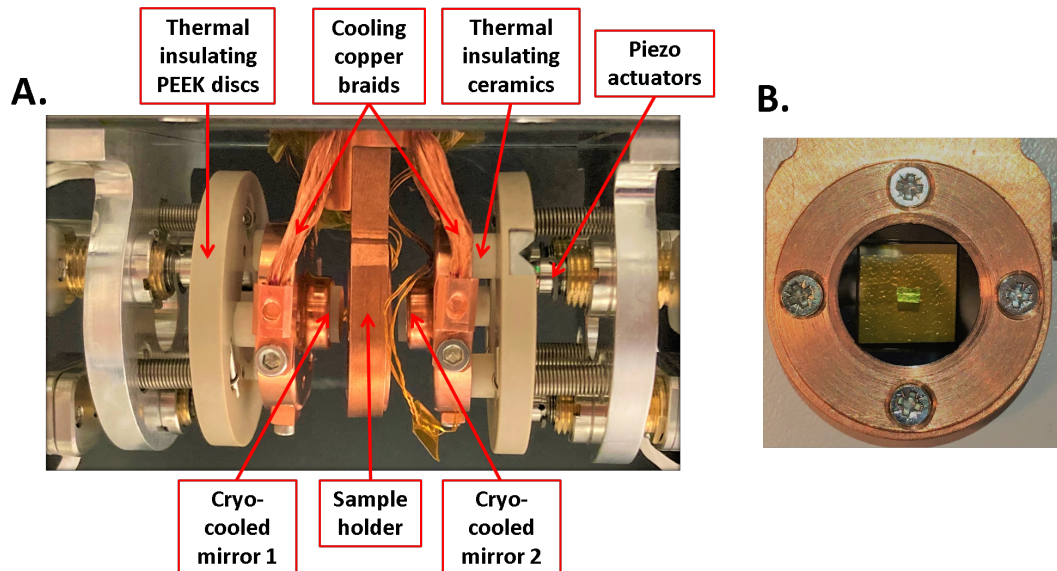 Thermal
insulating
PEEK discs
Cooling
copper
braids
Thermal
insulating
ceramics
Piezo
actuators
A.
B.
Cryo-
cooled
mirror 1
Sample
holder
Cryo-
cooled
mirror 2